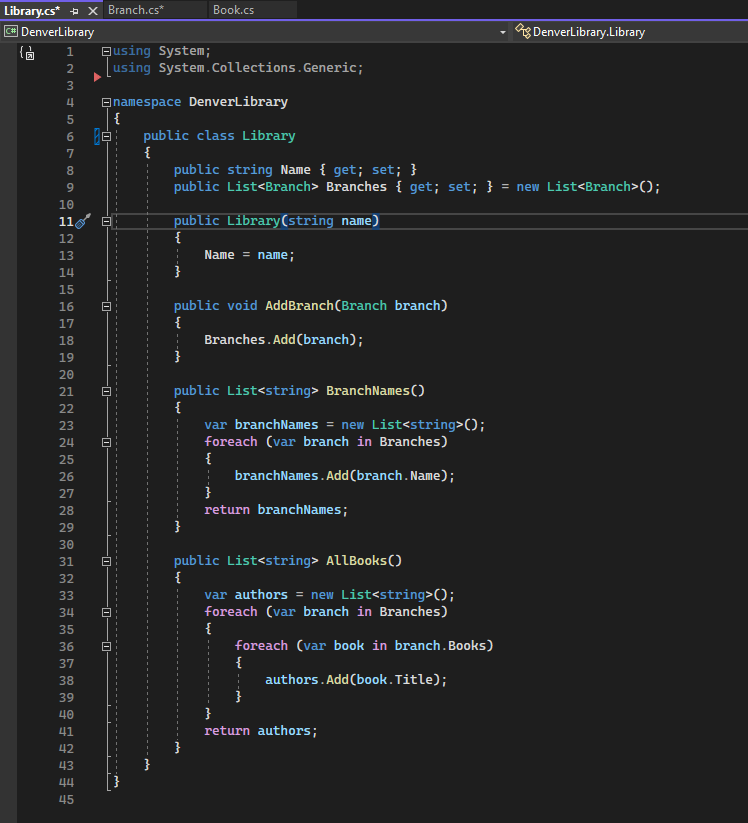 Library.cs* Branch.cs* Book.cs
C# DenverLibrary DenverLibrary.Library
1 using System;
2 using System.Collections.Generic;
3
4 namespace DenverLibrary
5 {
6 public class Library
7 {
8 public string Name { get; set; }
9 public List<Branch> Branches { get; set; } = new List<Branch>();
10
11 public Library(string name)
12 {
13 Name = name;
14 }
15
16 public void AddBranch(Branch branch)
17 {
18 Branches.Add(branch);
19 }
20
21 public List<string> BranchNames()
22 {
23 var branchNames = new List<string>();
24 foreach (var branch in Branches)
25 {
26 branchNames.Add(branch.Name);
27 }
28 return branchNames;
29 }
30
31 public List<string> AllBooks()
32 {
33 var authors = new List<string>();
34 foreach (var branch in Branches)
35 {
36 foreach (var book in branch.Books)
37 {
38 authors.Add(book.Title);
39 }
40 }
41 return authors;
42 }
43 }
44 }
45